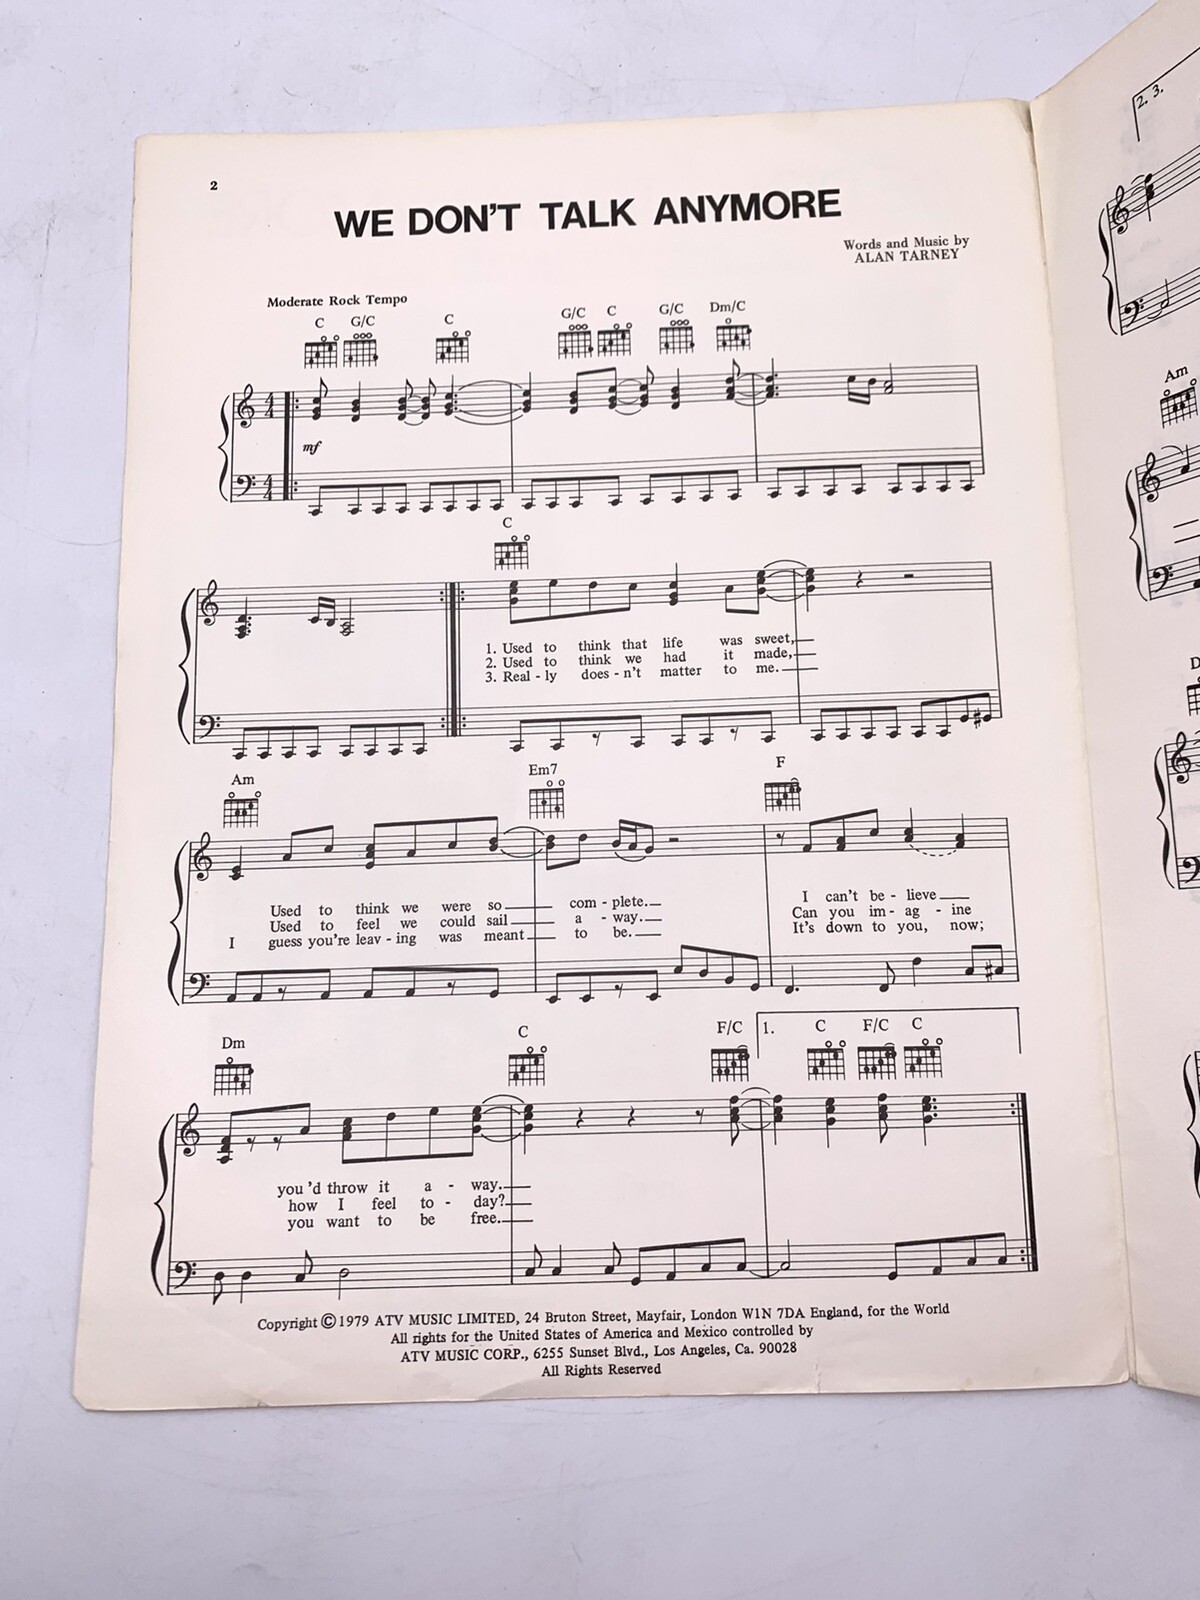 2
WE DON'T TALK ANYMORE
Words and Music by
ALAN TARNEY
Moderate Rock Tempo
C G/C C G/C C G/C Dm/C
mf
C
1. Used to think that life was sweet,
2. Used to think we had it made,
3. Real - ly does - n't matter to me.
Am Em7 F
Used to think we were so com - plete. I can't be - lieve
Used to feel we could sail a - way. Can you im - ag - ine
I guess you're leav - ing was meant to be. It's down to you, now;
Dm C F/C 1. C F/C C
you'd throw it a - way.
how I feel to - day?
you want to be free.
Copyright © 1979 ATV MUSIC LIMITED, 24 Bruton Street, Mayfair, London W1N 7DA England, for the World
All rights for the United States of America and Mexico controlled by
ATV MUSIC CORP., 6255 Sunset Blvd., Los Angeles, Ca. 90028
All Rights Reserved
2. 3.
Am
D